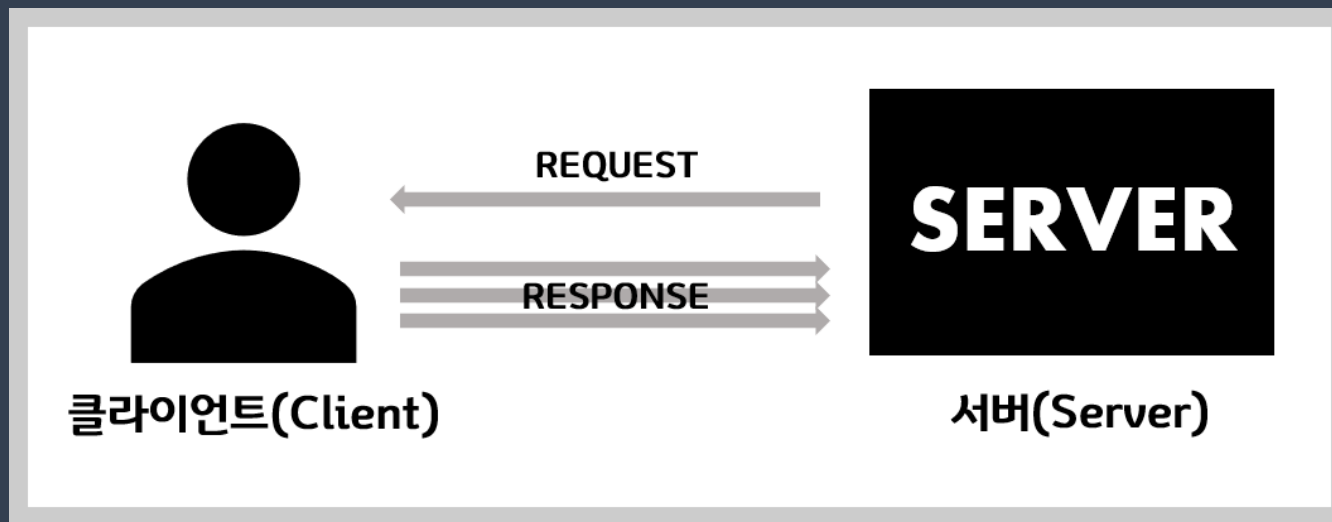 REQUEST
SERVER
RESPONSE
클라이언트(Client)
서버(Server)